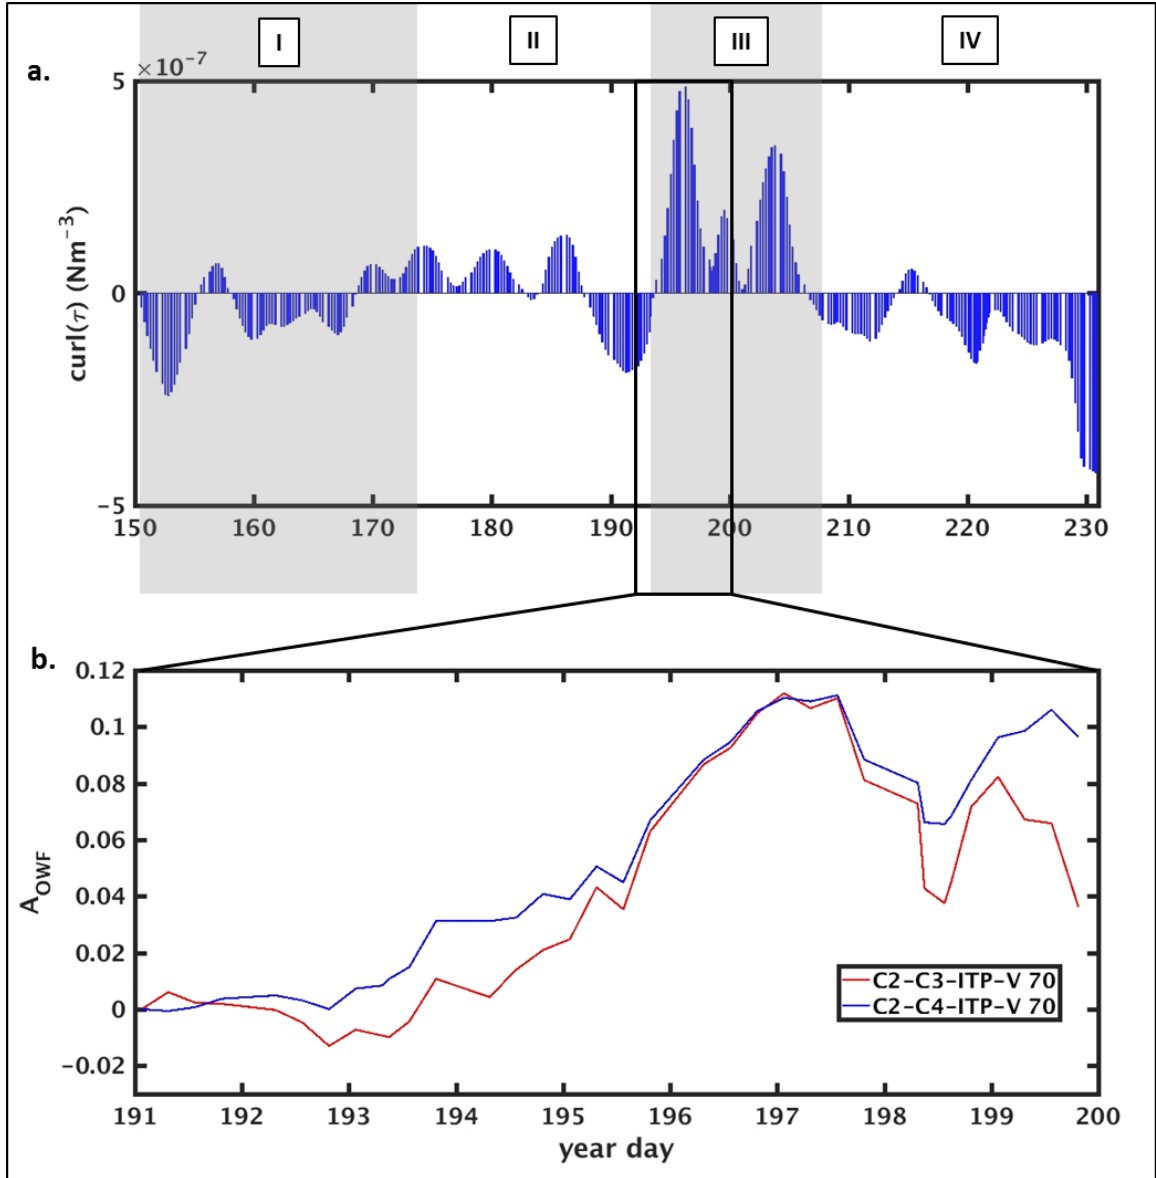 I II III IV
a.
×10⁻⁷
5
0
−5
curl(τ) (Nm⁻³)
150 160 170 180 190 200 210 220 230
b.
0.12
0.1
0.08
0.06
0.04
0.02
0
−0.02
A_OWF
C2−C3−ITP−V 70
C2−C4−ITP−V 70
191 192 193 194 195 196 197 198 199 200
year day